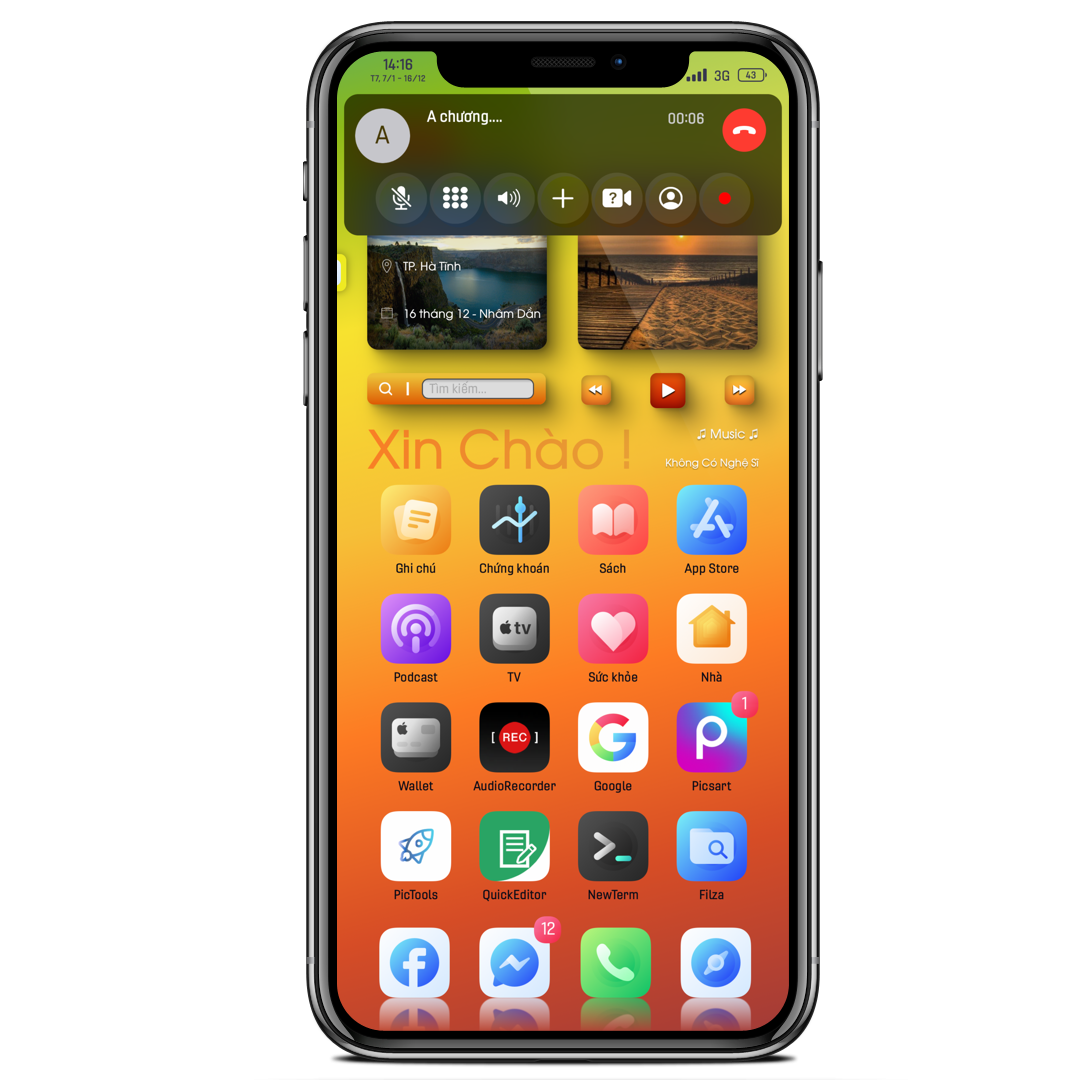 14:16
T7, 7/1 - 16/12
3G
43
A
A chương....
00:06
?
TP. Hà Tĩnh
16 tháng 12 - Nhâm Dần
Tìm kiếm...
Xin Chào !
♫ Music ♫
Không Có Nghệ Sĩ
Ghi chú
Chứng khoán
Sách
App Store
tv
Podcast
TV
Sức khỏe
Nhà
1
[ REC ]
G
P
Wallet
AudioRecorder
Google
Picsart
PicTools
QuickEditor
NewTerm
Filza
12
f